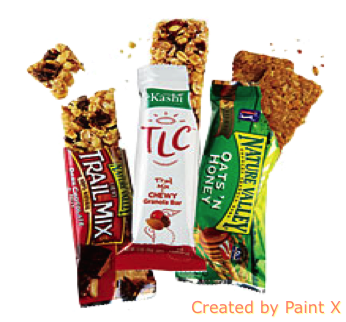 Kashi
TLC
Trail
Mix
CHEWY
Granola Bar
TRAIL MIX
NATURE VALLEY
OATS 'N
HONEY
Created by Paint X